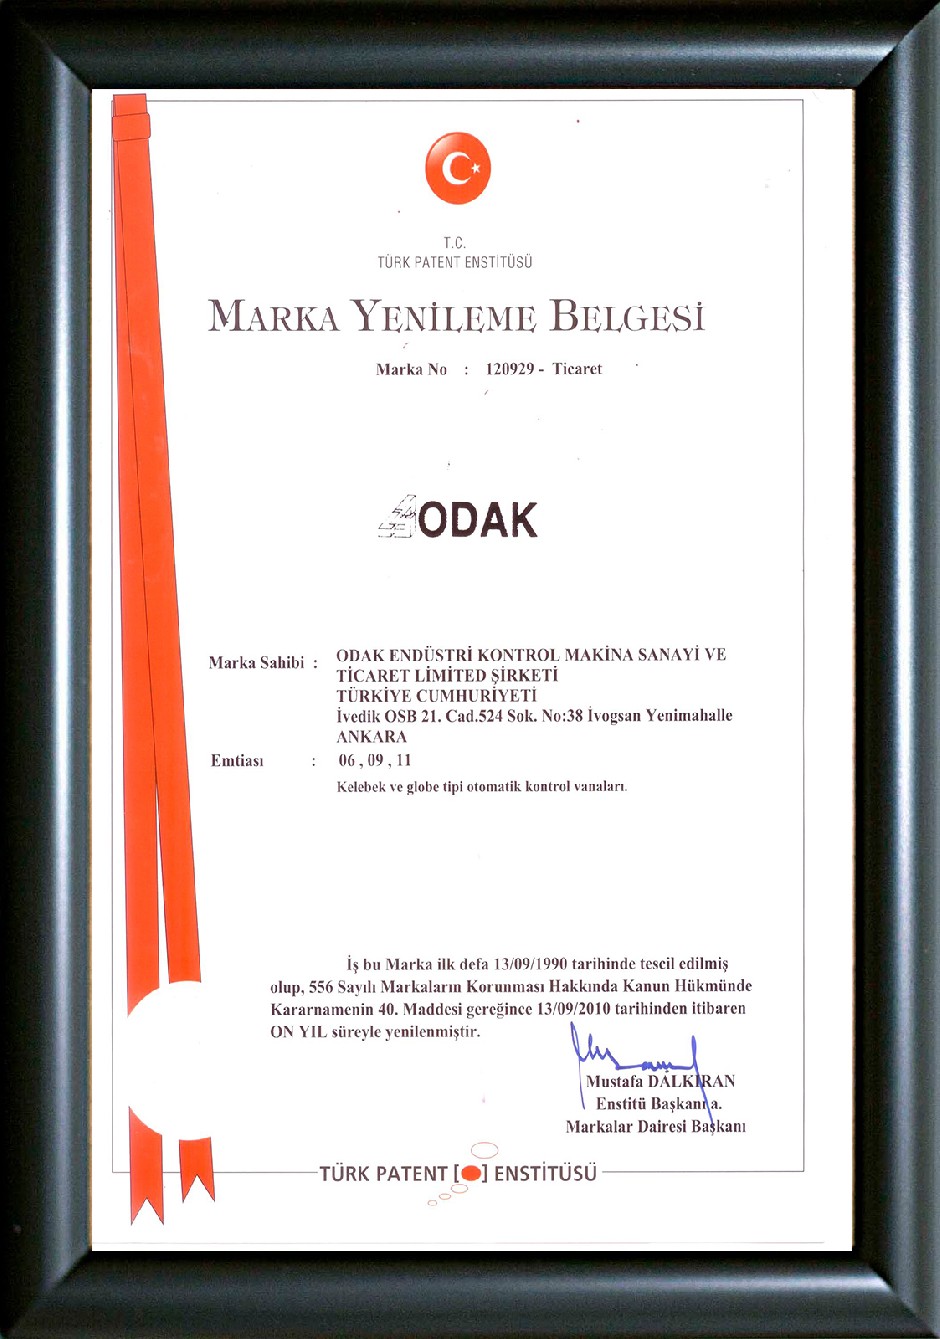 T.C.
TÜRK PATENT ENSTİTÜSÜ
MARKA YENİLEME BELGESİ
Marka No : 120929 - Ticaret
ODAK
Marka Sahibi : ODAK ENDÜSTRİ KONTROL MAKİNA SANAYİ VE
TİCARET LİMİTED ŞİRKETİ
TÜRKİYE CUMHURİYETİ
İvedik OSB 21. Cad.524 Sok. No:38 İvogsan Yenimahalle
ANKARA
Emtiası : 06 , 09 , 11
Kelebek ve globe tipi otomatik kontrol vanaları.
İş bu Marka ilk defa 13/09/1990 tarihinde tescil edilmiş
olup, 556 Sayılı Markaların Korunması Hakkında Kanun Hükmünde
Kararnamenin 40. Maddesi gereğince 13/09/2010 tarihinden itibaren
ON YIL süreyle yenilenmiştir.
Mustafa DALKIRAN
Enstitü Başkanı a.
Markalar Dairesi Başkanı
TÜRK PATENT [ ] ENSTİTÜSÜ